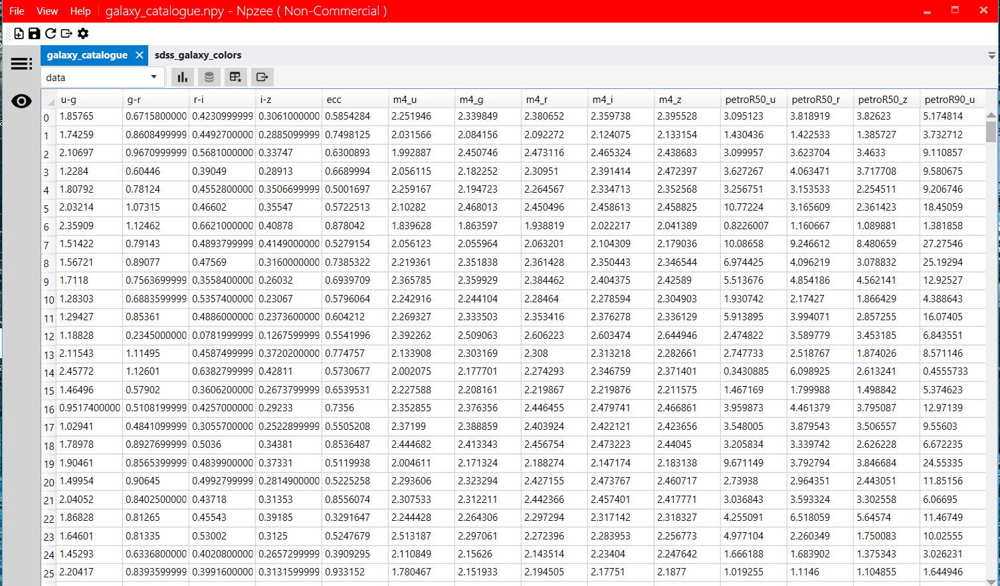 File View Help galaxy_catalogue.npy - Npzee ( Non-Commercial )
galaxy_catalogue sdss_galaxy_colors
data
u-g g-r r-i i-z ecc m4_u m4_g m4_r m4_i m4_z petroR50_u petroR50_r petroR50_z petroR90_u
0 1.85765 0.6715800000 0.4230999999 0.3061000000 0.5854284 2.251946 2.339849 2.380652 2.359738 2.395528 3.095123 3.818919 3.82623 5.174814
1 1.74259 0.8608499999 0.4492700000 0.2885099999 0.7498125 2.031566 2.084156 2.092272 2.124075 2.133154 1.430436 1.422533 1.385727 3.732712
2 2.10697 0.9670999999 0.5681000000 0.33747 0.6300893 1.992887 2.450746 2.473116 2.465324 2.438683 3.099957 3.623704 3.4633 9.110857
3 1.2284 0.60446 0.39049 0.28913 0.6689994 2.056115 2.182252 2.30951 2.391414 2.472397 3.627267 4.063471 3.717708 9.580675
4 1.80792 0.78124 0.4552800000 0.3506699999 0.5001697 2.259167 2.194723 2.264567 2.334713 2.352568 3.256751 3.153533 2.254511 9.206746
5 2.03214 1.07315 0.46602 0.35547 0.5722513 2.10282 2.468013 2.450496 2.458613 2.458825 10.77224 3.165609 2.361423 18.45059
6 2.35909 1.12462 0.6621000000 0.40878 0.878042 1.839628 1.863597 1.938819 2.022217 2.041389 0.8226007 1.160667 1.089881 1.381858
7 1.51422 0.79143 0.4893799999 0.4149000000 0.5279154 2.056123 2.055964 2.063201 2.104309 2.179036 10.08658 9.246612 8.480659 27.27546
8 1.56721 0.89077 0.47569 0.3160000000 0.7385322 2.219361 2.351838 2.361428 2.350443 2.346544 6.974425 4.096219 3.078832 25.19294
9 1.7118 0.7563699999 0.3558400000 0.26032 0.6939709 2.365785 2.359929 2.384462 2.404375 2.42589 5.513676 4.854186 4.562141 12.92527
10 1.28303 0.6883599999 0.5357400000 0.23067 0.5796064 2.242916 2.244104 2.28464 2.278594 2.304903 1.930742 2.17427 1.866429 4.388643
11 1.29427 0.85361 0.4886000000 0.2373600000 0.604212 2.269327 2.333503 2.353416 2.376278 2.336129 5.913895 3.994071 2.857255 16.07405
12 1.18828 0.2345000000 0.0781999999 0.1267599999 0.5541996 2.392262 2.509063 2.606223 2.603474 2.644946 2.474822 3.589779 3.453185 6.843551
13 2.11543 1.11495 0.4587499999 0.3720200000 0.774757 2.133908 2.303169 2.308 2.313218 2.282661 2.747733 2.518767 1.874026 8.571146
14 2.45772 1.12601 0.6382799999 0.42811 0.5730677 2.002075 2.177701 2.274293 2.346759 2.371401 0.3430885 6.098925 2.613241 0.4555733
15 1.46496 0.57902 0.3606200000 0.2673799999 0.6539531 2.227588 2.208161 2.219867 2.219876 2.211575 1.467169 1.799988 1.498842 5.374623
16 0.9517400000 0.5108199999 0.4257000000 0.29233 0.7356 2.352855 2.376356 2.446455 2.479741 2.466861 3.959873 4.461379 3.795087 12.97139
17 1.02941 0.4841099999 0.3055700000 0.2522899999 0.5505208 2.37199 2.388859 2.403924 2.422121 2.423656 3.548005 3.879543 3.506557 9.55603
18 1.78978 0.8927699999 0.5036 0.34381 0.8536487 2.444682 2.413343 2.456754 2.473223 2.44045 3.205834 3.339742 2.626228 6.672235
19 1.90461 0.8565399999 0.4839900000 0.37331 0.5119938 2.004611 2.171324 2.188274 2.147174 2.183138 9.671149 3.792794 3.846684 24.55335
20 1.49954 0.90645 0.4992799999 0.2814900000 0.5225258 2.293606 2.323294 2.427155 2.473767 2.460717 2.73938 2.964351 2.443051 11.85156
21 2.04052 0.8402500000 0.43718 0.31353 0.8556074 2.307533 2.312211 2.442366 2.457401 2.417771 3.036843 3.593324 3.302558 6.06695
22 1.86828 0.81265 0.45543 0.39185 0.3291647 2.244428 2.264306 2.297294 2.317142 2.318327 4.255091 6.518059 5.64574 11.46749
23 1.64601 0.81335 0.53002 0.3125 0.5247679 2.513187 2.297061 2.272396 2.283953 2.256773 4.977104 2.260349 1.750083 10.02555
24 1.45293 0.6336800000 0.4020800000 0.2657299999 0.3909295 2.110849 2.15626 2.143514 2.23404 2.247642 1.666188 1.683902 1.375343 3.026231
25 2.20417 0.8393599999 0.3991600000 0.3131599999 0.933152 1.780467 2.151933 2.194505 2.17751 2.1877 1.019255 1.1146 1.104855 1.644946